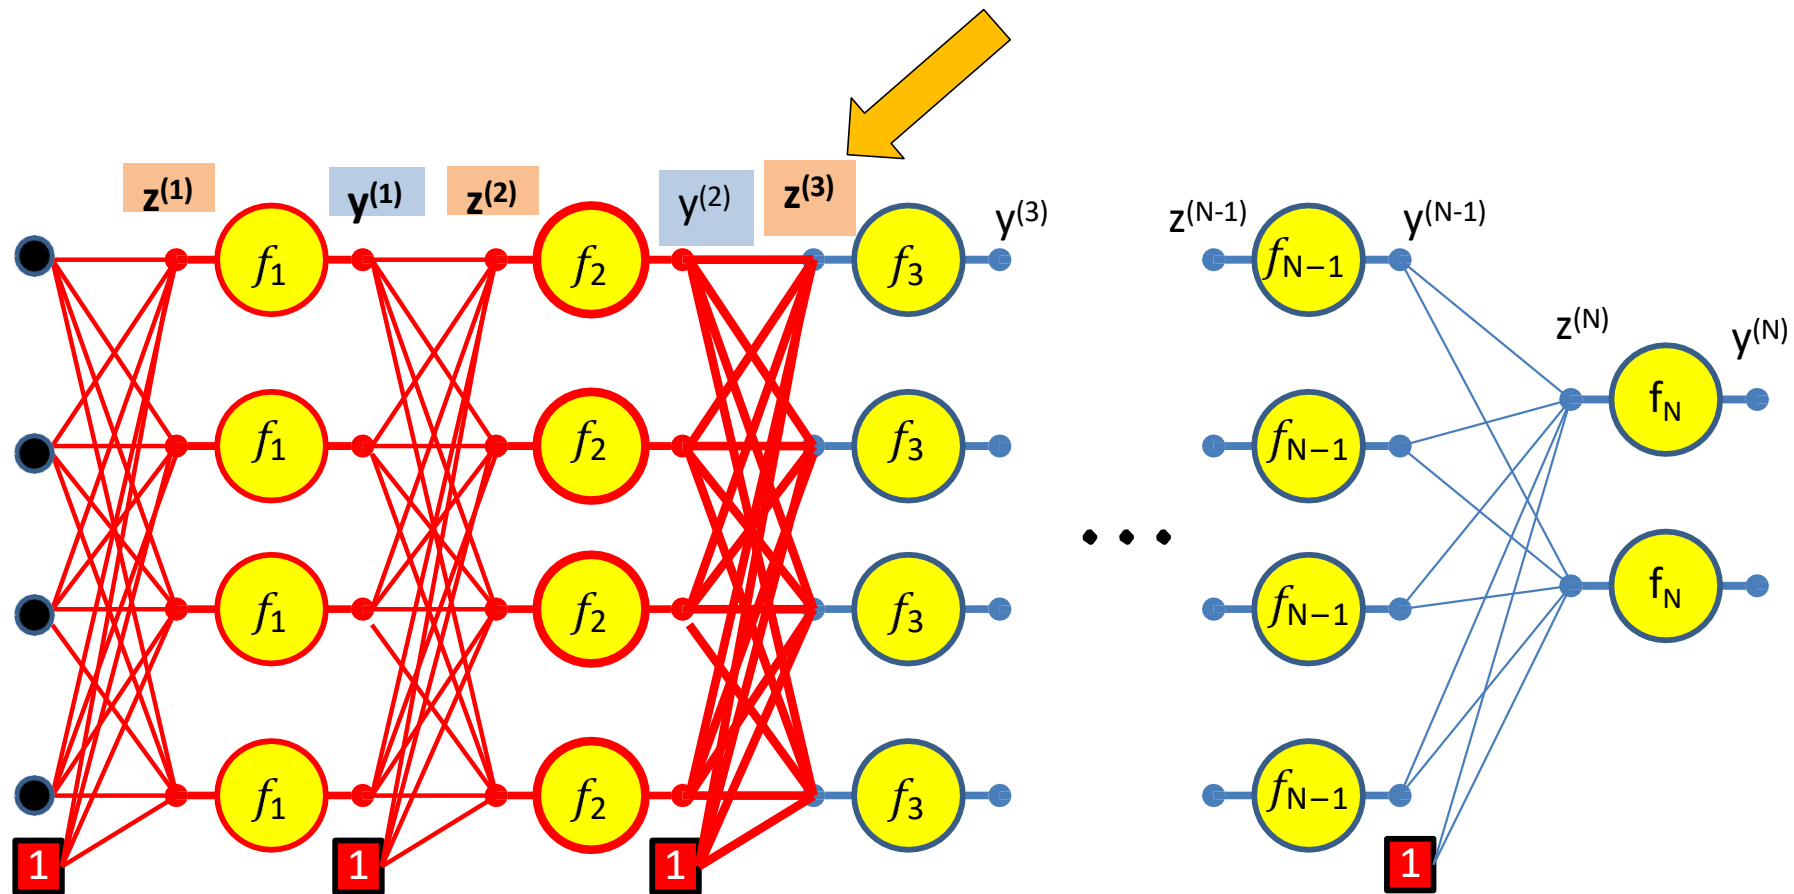 z(1) y(1) z(2) y(2) z(3) y(3) z(N-1) y(N-1)
f1 f2 f3 fN−1
z(N) y(N)
fN
f1 f2 f3 fN−1
fN
f1 f2 f3 fN−1
f1 f2 f3 fN−1
1 1 1 1